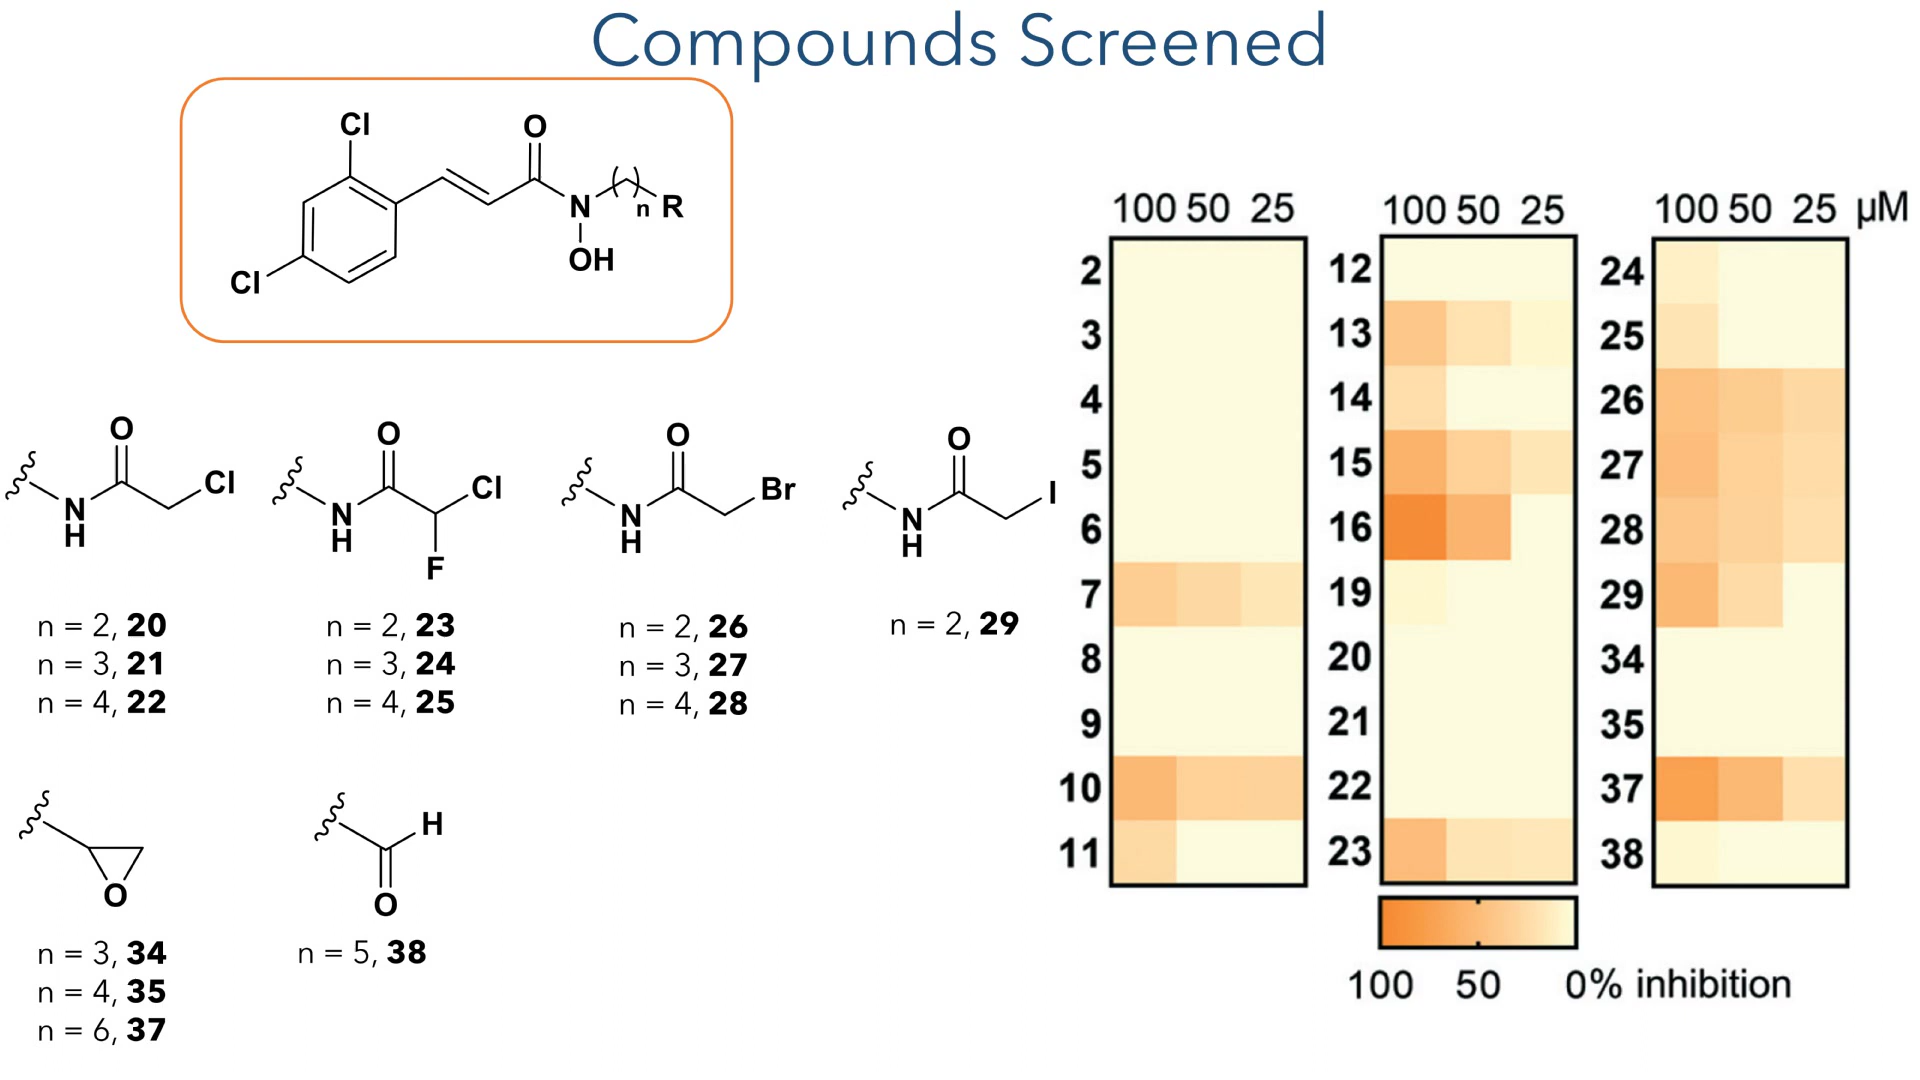 Compounds Screened
Cl
O
N
n
R
OH
Cl
O
N
H
Cl
O
N
H
Cl
F
O
N
H
Br
O
N
H
I
n = 2, 20
n = 3, 21
n = 4, 22
n = 2, 23
n = 3, 24
n = 4, 25
n = 2, 26
n = 3, 27
n = 4, 28
n = 2, 29
O
n = 3, 34
n = 4, 35
n = 6, 37
H
O
n = 5, 38
100 50 25
2
3
4
5
6
7
8
9
10
11
100 50 25
12
13
14
15
16
19
20
21
22
23
100 50 25 µM
24
25
26
27
28
29
34
35
37
38
100 50 0% inhibition